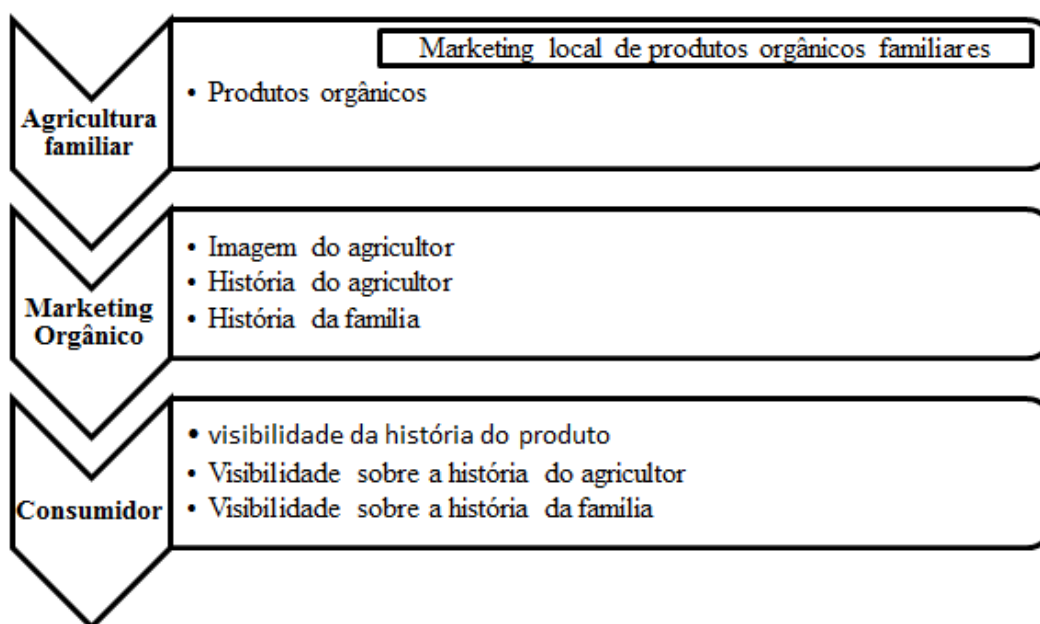 Marketing local de produtos orgânicos familiares
Agricultura
familiar
• Produtos orgânicos
Marketing
Orgânico
• Imagem do agricultor
• História do agricultor
• História da família
Consumidor
• visibilidade da história do produto
• Visibilidade sobre a história do agricultor
• Visibilidade sobre a história da família